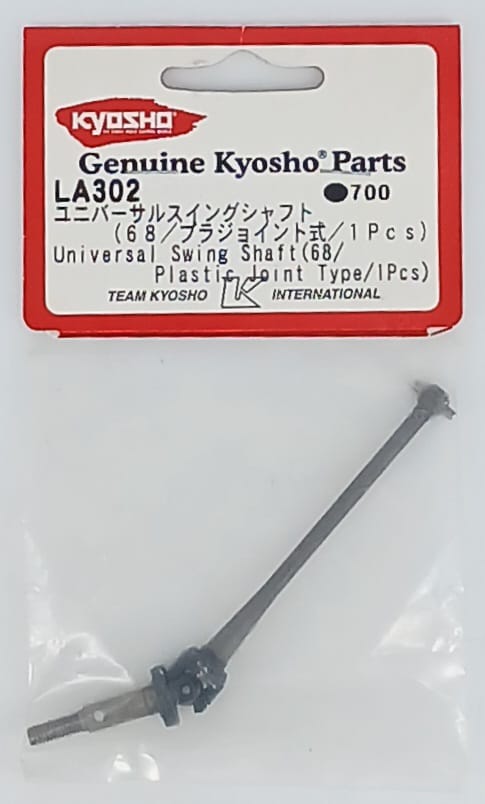 KYOSHO
Genuine Kyosho® Parts
LA302 ●700
ユニバーサルスイングシャフト
(68/プラジョイント式/1Pcs)
Universal Swing Shaft(68/
Plastic Joint Type/1Pcs)
TEAM KYOSHO INTERNATIONAL